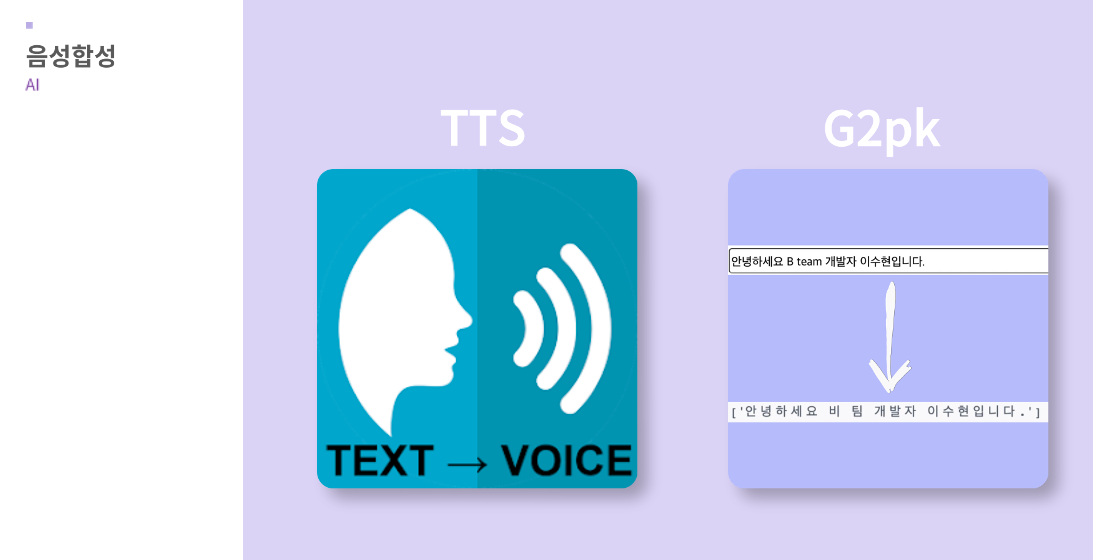 음성합성
AI
TTS
G2pk
TEXT → VOICE
안녕하세요 B team 개발자 이수현입니다.
['안녕하세요 비 팀 개발자 이수현입니다.']